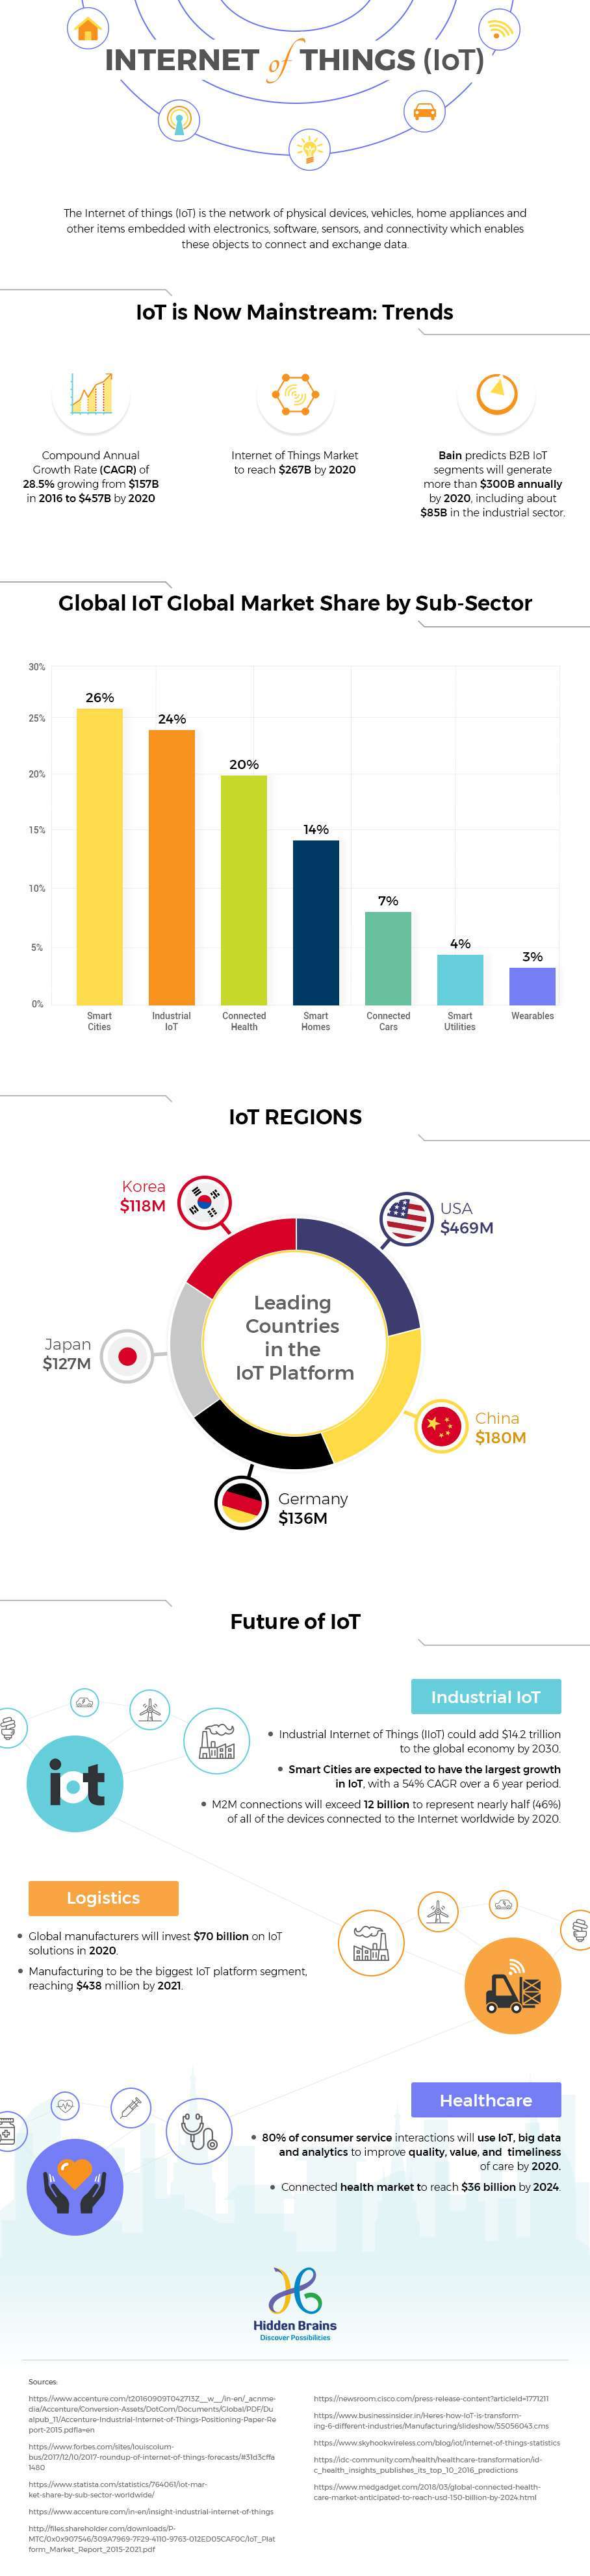 INTERNET of THINGS (IoT)
The Internet of things (IoT) is the network of physical devices, vehicles, home appliances and
other items embedded with electronics, software, sensors, and connectivity which enables
these objects to connect and exchange data.
IoT is Now Mainstream: Trends
Compound Annual
Growth Rate (CAGR) of
28.5% growing from $157B
in 2016 to $457B by 2020
Internet of Things Market
to reach $267B by 2020
Bain predicts B2B IoT
segments will generate
more than $300B annually
by 2020, including about
$85B in the industrial sector.
Global IoT Global Market Share by Sub-Sector
30%
25%
20%
15%
10%
5%
0%
26%
24%
20%
14%
7%
4%
3%
Smart
Cities
Industrial
IoT
Connected
Health
Smart
Homes
Connected
Cars
Smart
Utilities
Wearables
IoT REGIONS
Korea
$118M
USA
$469M
Leading
Countries
in the
IoT Platform
Japan
$127M
China
$180M
Germany
$136M
Future of IoT
Industrial IoT
iot
• Industrial Internet of Things (IIoT) could add $14.2 trillion
to the global economy by 2030.
• Smart Cities are expected to have the largest growth
in IoT, with a 54% CAGR over a 6 year period.
• M2M connections will exceed 12 billion to represent nearly half (46%)
of all of the devices connected to the Internet worldwide by 2020.
Logistics
• Global manufacturers will invest $70 billion on IoT
solutions in 2020.
• Manufacturing to be the biggest IoT platform segment,
reaching $438 million by 2021.
Healthcare
• 80% of consumer service interactions will use IoT, big data
and analytics to improve quality, value, and timeliness
of care by 2020.
• Connected health market to reach $36 billion by 2024.
Hidden Brains
Discover Possibilities
Sources:
https://www.accenture.com/t20160909T042713Z__w__/in-en/_acnme-
dia/Accenture/Conversion-Assets/DotCom/Documents/Global/PDF/Du
alpub_11/Accenture-Industrial-Internet-of-Things-Positioning-Paper-Re
port-2015.pdfla=en
https://www.forbes.com/sites/louiscolum-
bus/2017/12/10/2017-roundup-of-internet-of-things-forecasts/#31d3cffa
1480
https://www.statista.com/statistics/764061/iot-mar-
ket-share-by-sub-sector-worldwide/
https://www.accenture.com/in-en/insight-industrial-internet-of-things
http://files.shareholder.com/downloads/P-
MTC/0x0x907546/309A7969-7F29-4110-9763-012ED05CAF0C/IoT_Plat
form_Market_Report_2015-2021.pdf
https://newsroom.cisco.com/press-release-content?articleId=1771211
https://www.businessinsider.in/Heres-how-IoT-is-transform-
ing-6-different-industries/Manufacturing/slideshow/55056043.cms
https://www.skyhookwireless.com/blog/iot/internet-of-things-statistics
https://idc-community.com/health/healthcare-transformation/id-
c_health_insights_publishes_its_top_10_2016_predictions
https://www.medgadget.com/2018/03/global-connected-health-
care-market-anticipated-to-reach-usd-150-billion-by-2024.html